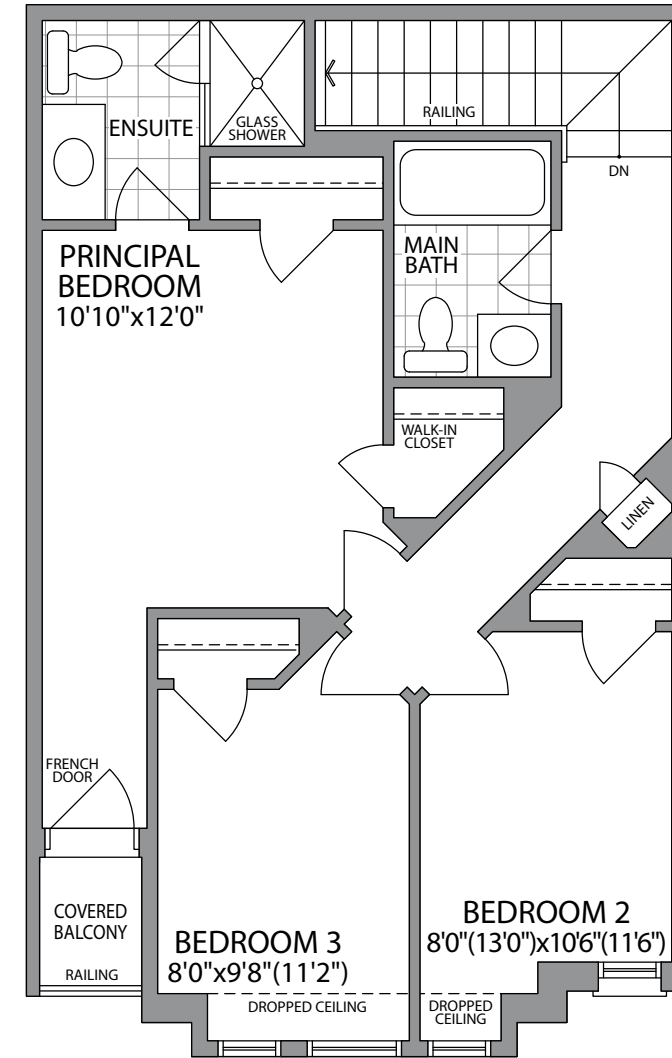 ENSUITE
GLASS
SHOWER
RAILING
DN
PRINCIPAL
BEDROOM
10'10"x12'0"
MAIN
BATH
WALK-IN
CLOSET
LINEN
FRENCH
DOOR
COVERED
BALCONY
RAILING
BEDROOM 3
8'0"x9'8"(11'2")
DROPPED CEILING
BEDROOM 2
8'0"(13'0")x10'6"(11'6")
DROPPED
CEILING